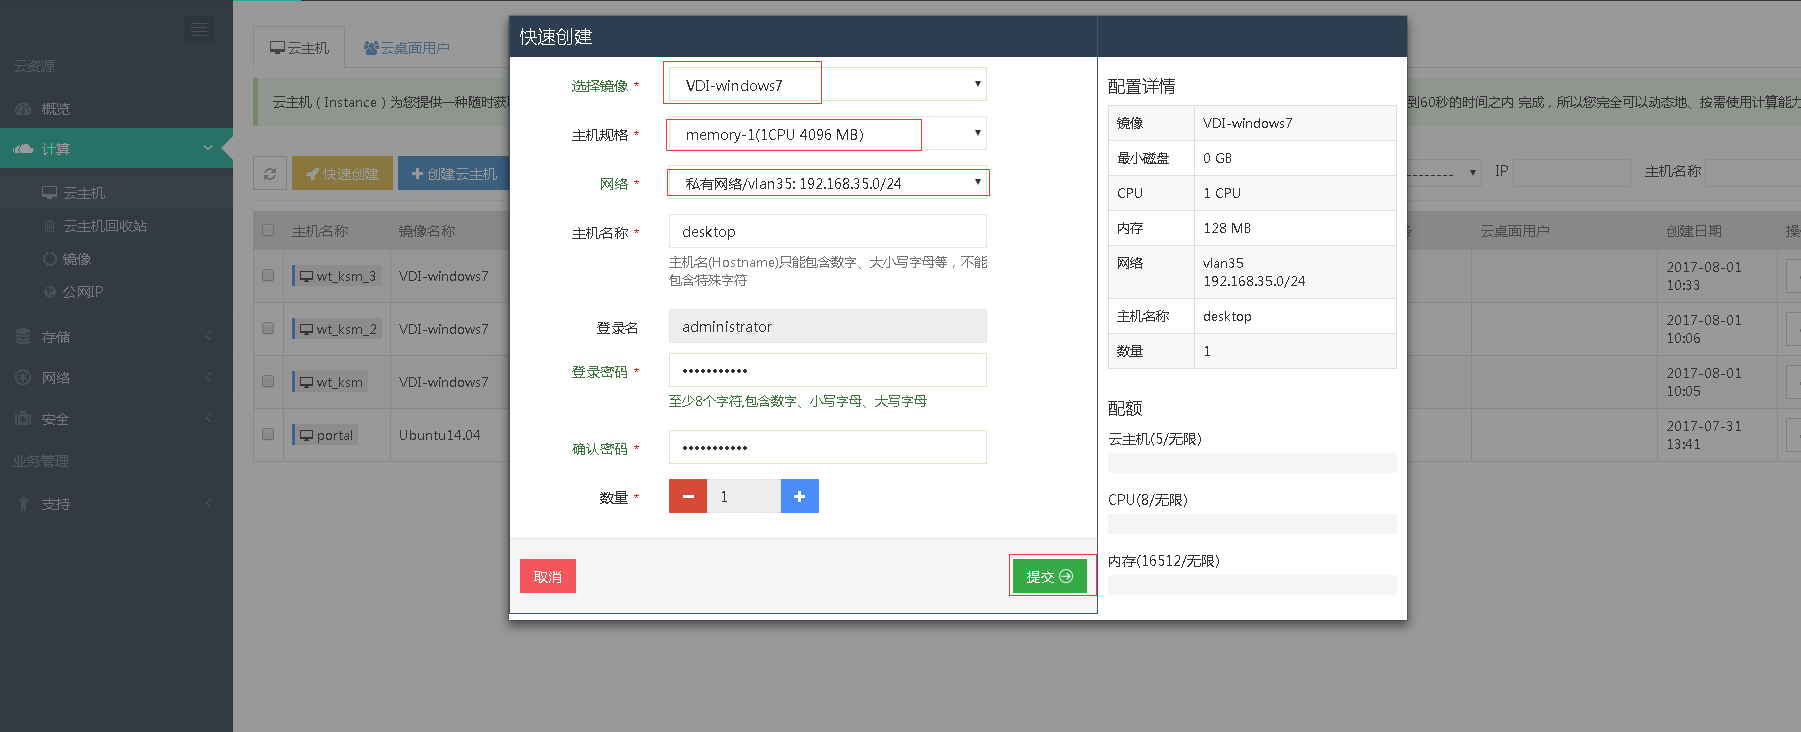 云资源
概览
计算
云主机
云主机回收站
镜像
公网IP
存储
网络
安全
业务管理
支持
云主机
云桌面用户
云主机 ( Instance ) 为您提供一种随时获
到60秒的时间之内 完成 , 所以您完全可以动态地、按需使用计算能力
快速创建
创建云主机
--------
IP
主机名称
主机名称 镜像名称
云桌面用户 创建日期
wt_ksm_3 VDI-windows7
2017-08-01
10:33
wt_ksm_2 VDI-windows7
2017-08-01
10:06
wt_ksm VDI-windows7
2017-08-01
10:05
portal Ubuntu14.04
2017-07-31
13:41
快速创建
选择镜像 * VDI-windows7
主机规格 * memory-1(1CPU 4096 MB)
网络 * 私有网络/vlan35: 192.168.35.0/24
主机名称 * desktop
主机名(Hostname)只能包含数字、大小写字母等，不能
包含特殊字符
登录名 administrator
登录密码 * •••••••••••
至少8个字符,包含数字、小写字母、大写字母
确认密码 * •••••••••••
数量 * 1
取消
提交
配置详情
镜像 VDI-windows7
最小磁盘 0 GB
CPU 1 CPU
内存 128 MB
网络 vlan35
192.168.35.0/24
主机名称 desktop
数量 1
配额
云主机(5/无限)
CPU(8/无限)
内存(16512/无限)